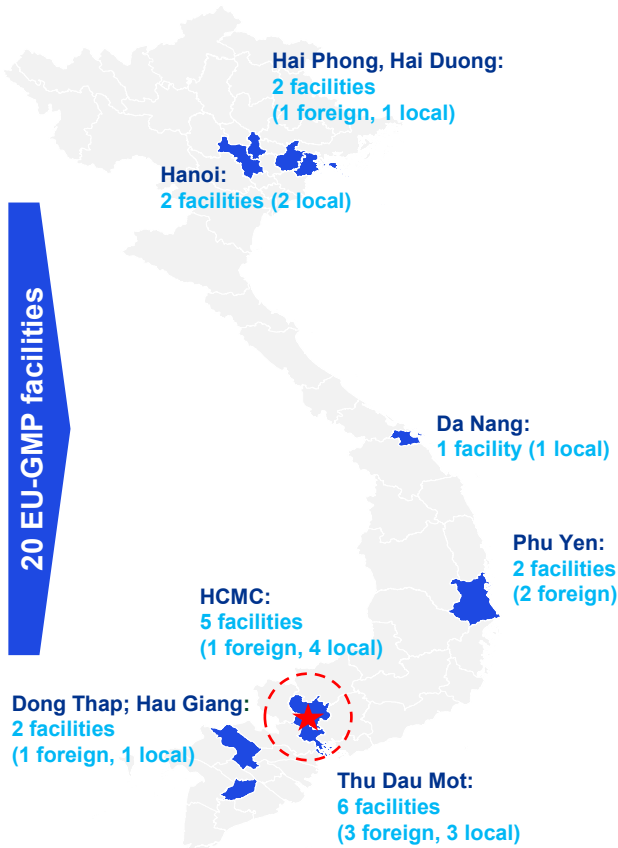 Hai Phong, Hai Duong:
2 facilities
(1 foreign, 1 local)
Hanoi:
2 facilities (2 local)
20 EU-GMP facilities
Da Nang:
1 facility (1 local)
Phu Yen:
2 facilities
(2 foreign)
HCMC:
5 facilities
(1 foreign, 4 local)
Dong Thap; Hau Giang:
2 facilities
(1 foreign, 1 local)
Thu Dau Mot:
6 facilities
(3 foreign, 3 local)